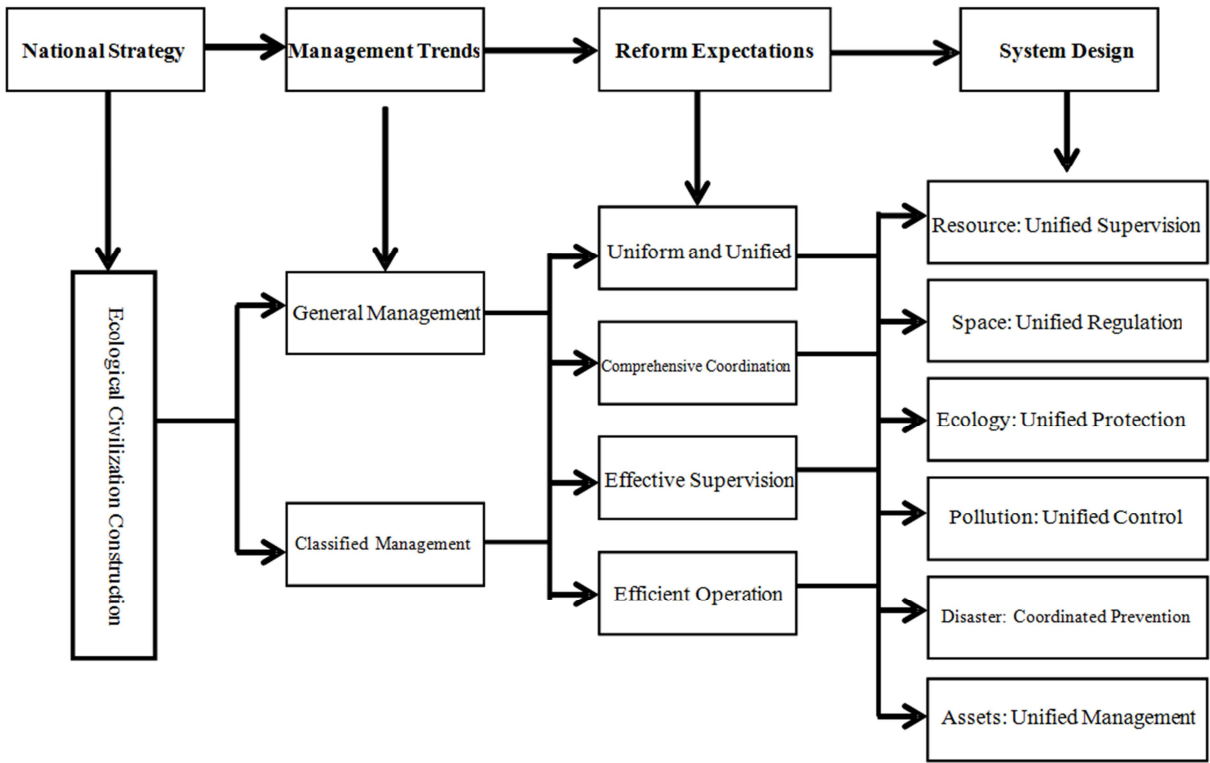 National Strategy
Management Trends
Reform Expectations
System Design
Ecological Civilization Construction
General Management
Classified Management
Uniform and Unified
Comprehensive Coordination
Effective Supervision
Efficient Operation
Resource: Unified Supervision
Space: Unified Regulation
Ecology: Unified Protection
Pollution: Unified Control
Disaster: Coordinated Prevention
Assets: Unified Management